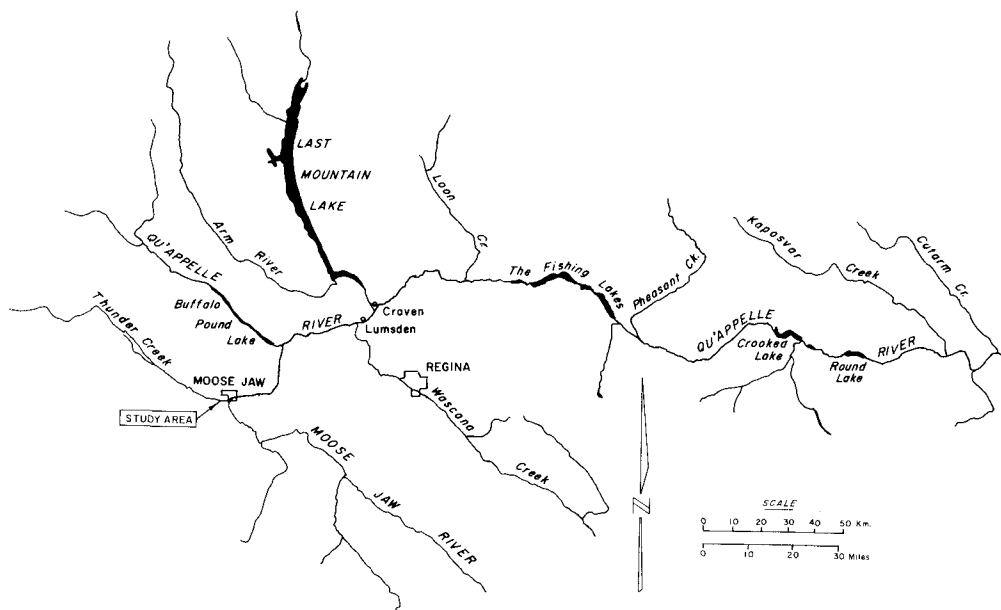 LAST
MOUNTAIN
LAKE
Loon
Cr.
Arm
River
QU'APPELLE
Buffalo
Pound
Lake
RIVER
Craven
Lumsden
The Fishing Lakes
Pheasant Ck.
Kaposvar
Creek
Cutarm
Cr.
QU'APPELLE
Crooked
Lake
Round
Lake
RIVER
Thunder Creek
MOOSE JAW
STUDY AREA
REGINA
Wascana
Creek
MOOSE
JAW
RIVER
N
SCALE
0 10 20 30 40 50 Km.
0 10 20 30 Miles